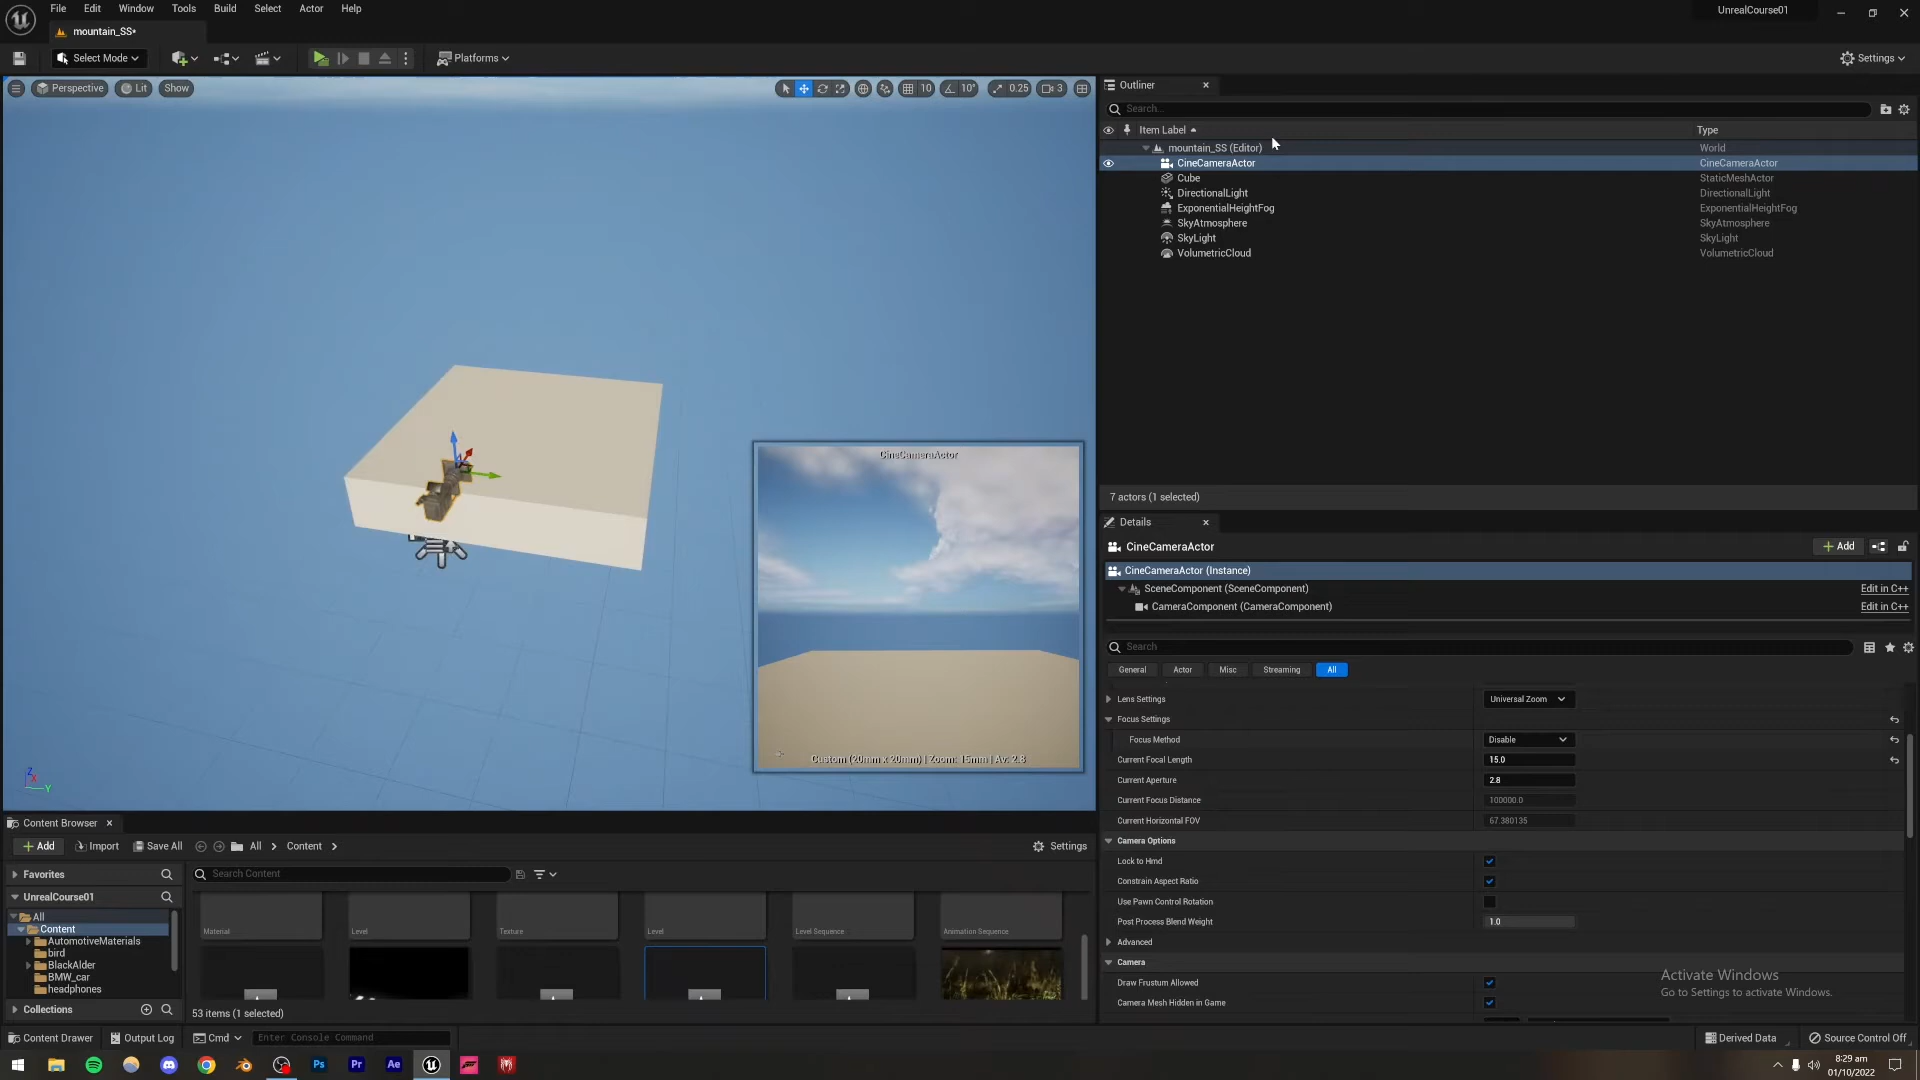 File Edit Window Tools Build Select Actor Help
UnrealCourse01
mountain_SS*
Select Mode
Platforms
Settings
Perspective Lit Show
10 10° 0.25 3
Outliner
Search...
Item Label Type
mountain_SS (Editor) World
CineCameraActor CineCameraActor
Cube StaticMeshActor
DirectionalLight DirectionalLight
ExponentialHeightFog ExponentialHeightFog
SkyAtmosphere SkyAtmosphere
SkyLight SkyLight
VolumetricCloud VolumetricCloud
7 actors (1 selected)
CineCameraActor
Custom (20mm x 20mm) | Zoom: 15mm | Av: 2.8
Z
X
Y
Details
CineCameraActor
Add
CineCameraActor (Instance)
SceneComponent (SceneComponent) Edit in C++
CameraComponent (CameraComponent) Edit in C++
Search
General Actor Misc Streaming All
Lens Settings Universal Zoom
Focus Settings
Focus Method Disable
Current Focal Length 15.0
Current Aperture 2.8
Current Focus Distance 100000.0
Current Horizontal FOV 67.380135
Camera Options
Lock to Hmd
Constrain Aspect Ratio
Use Pawn Control Rotation
Post Process Blend Weight 1.0
Advanced
Camera
Draw Frustum Allowed
Camera Mesh Hidden in Game
Activate Windows
Go to Settings to activate Windows.
Content Browser
Add Import Save All All Content Settings
Favorites
Search Content
UnrealCourse01
All
Content
AutomotiveMaterials
bird
BlackAlder
BMW_car
headphones
Collections
Material Level Texture Level Level Sequence Animation Sequence
53 items (1 selected)
Content Drawer Output Log Cmd Enter Console Command
Derived Data Source Control Off
Ps Pr Ae
8:29 am
01/10/2022